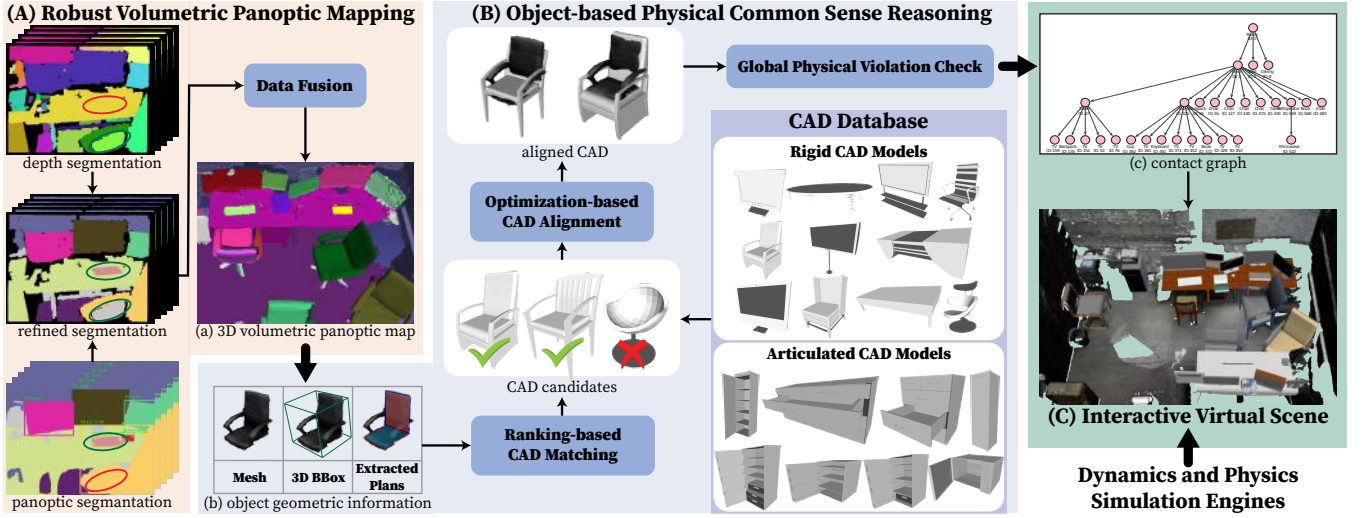 (A) Robust Volumetric Panoptic Mapping
depth segmentation
refined segmentation
panoptic segmantation
Data Fusion
(a) 3D volumetric panoptic map
Mesh
3D BBox
Extracted
Plans
(b) object geometric information
(B) Object-based Physical Common Sense Reasoning
aligned CAD
Optimization-based
CAD Alignment
CAD candidates
Ranking-based
CAD Matching
Global Physical Violation Check
CAD Database
Rigid CAD Models
Articulated CAD Models
(c) contact graph
(C) Interactive Virtual Scene
Dynamics and Physics
Simulation Engines